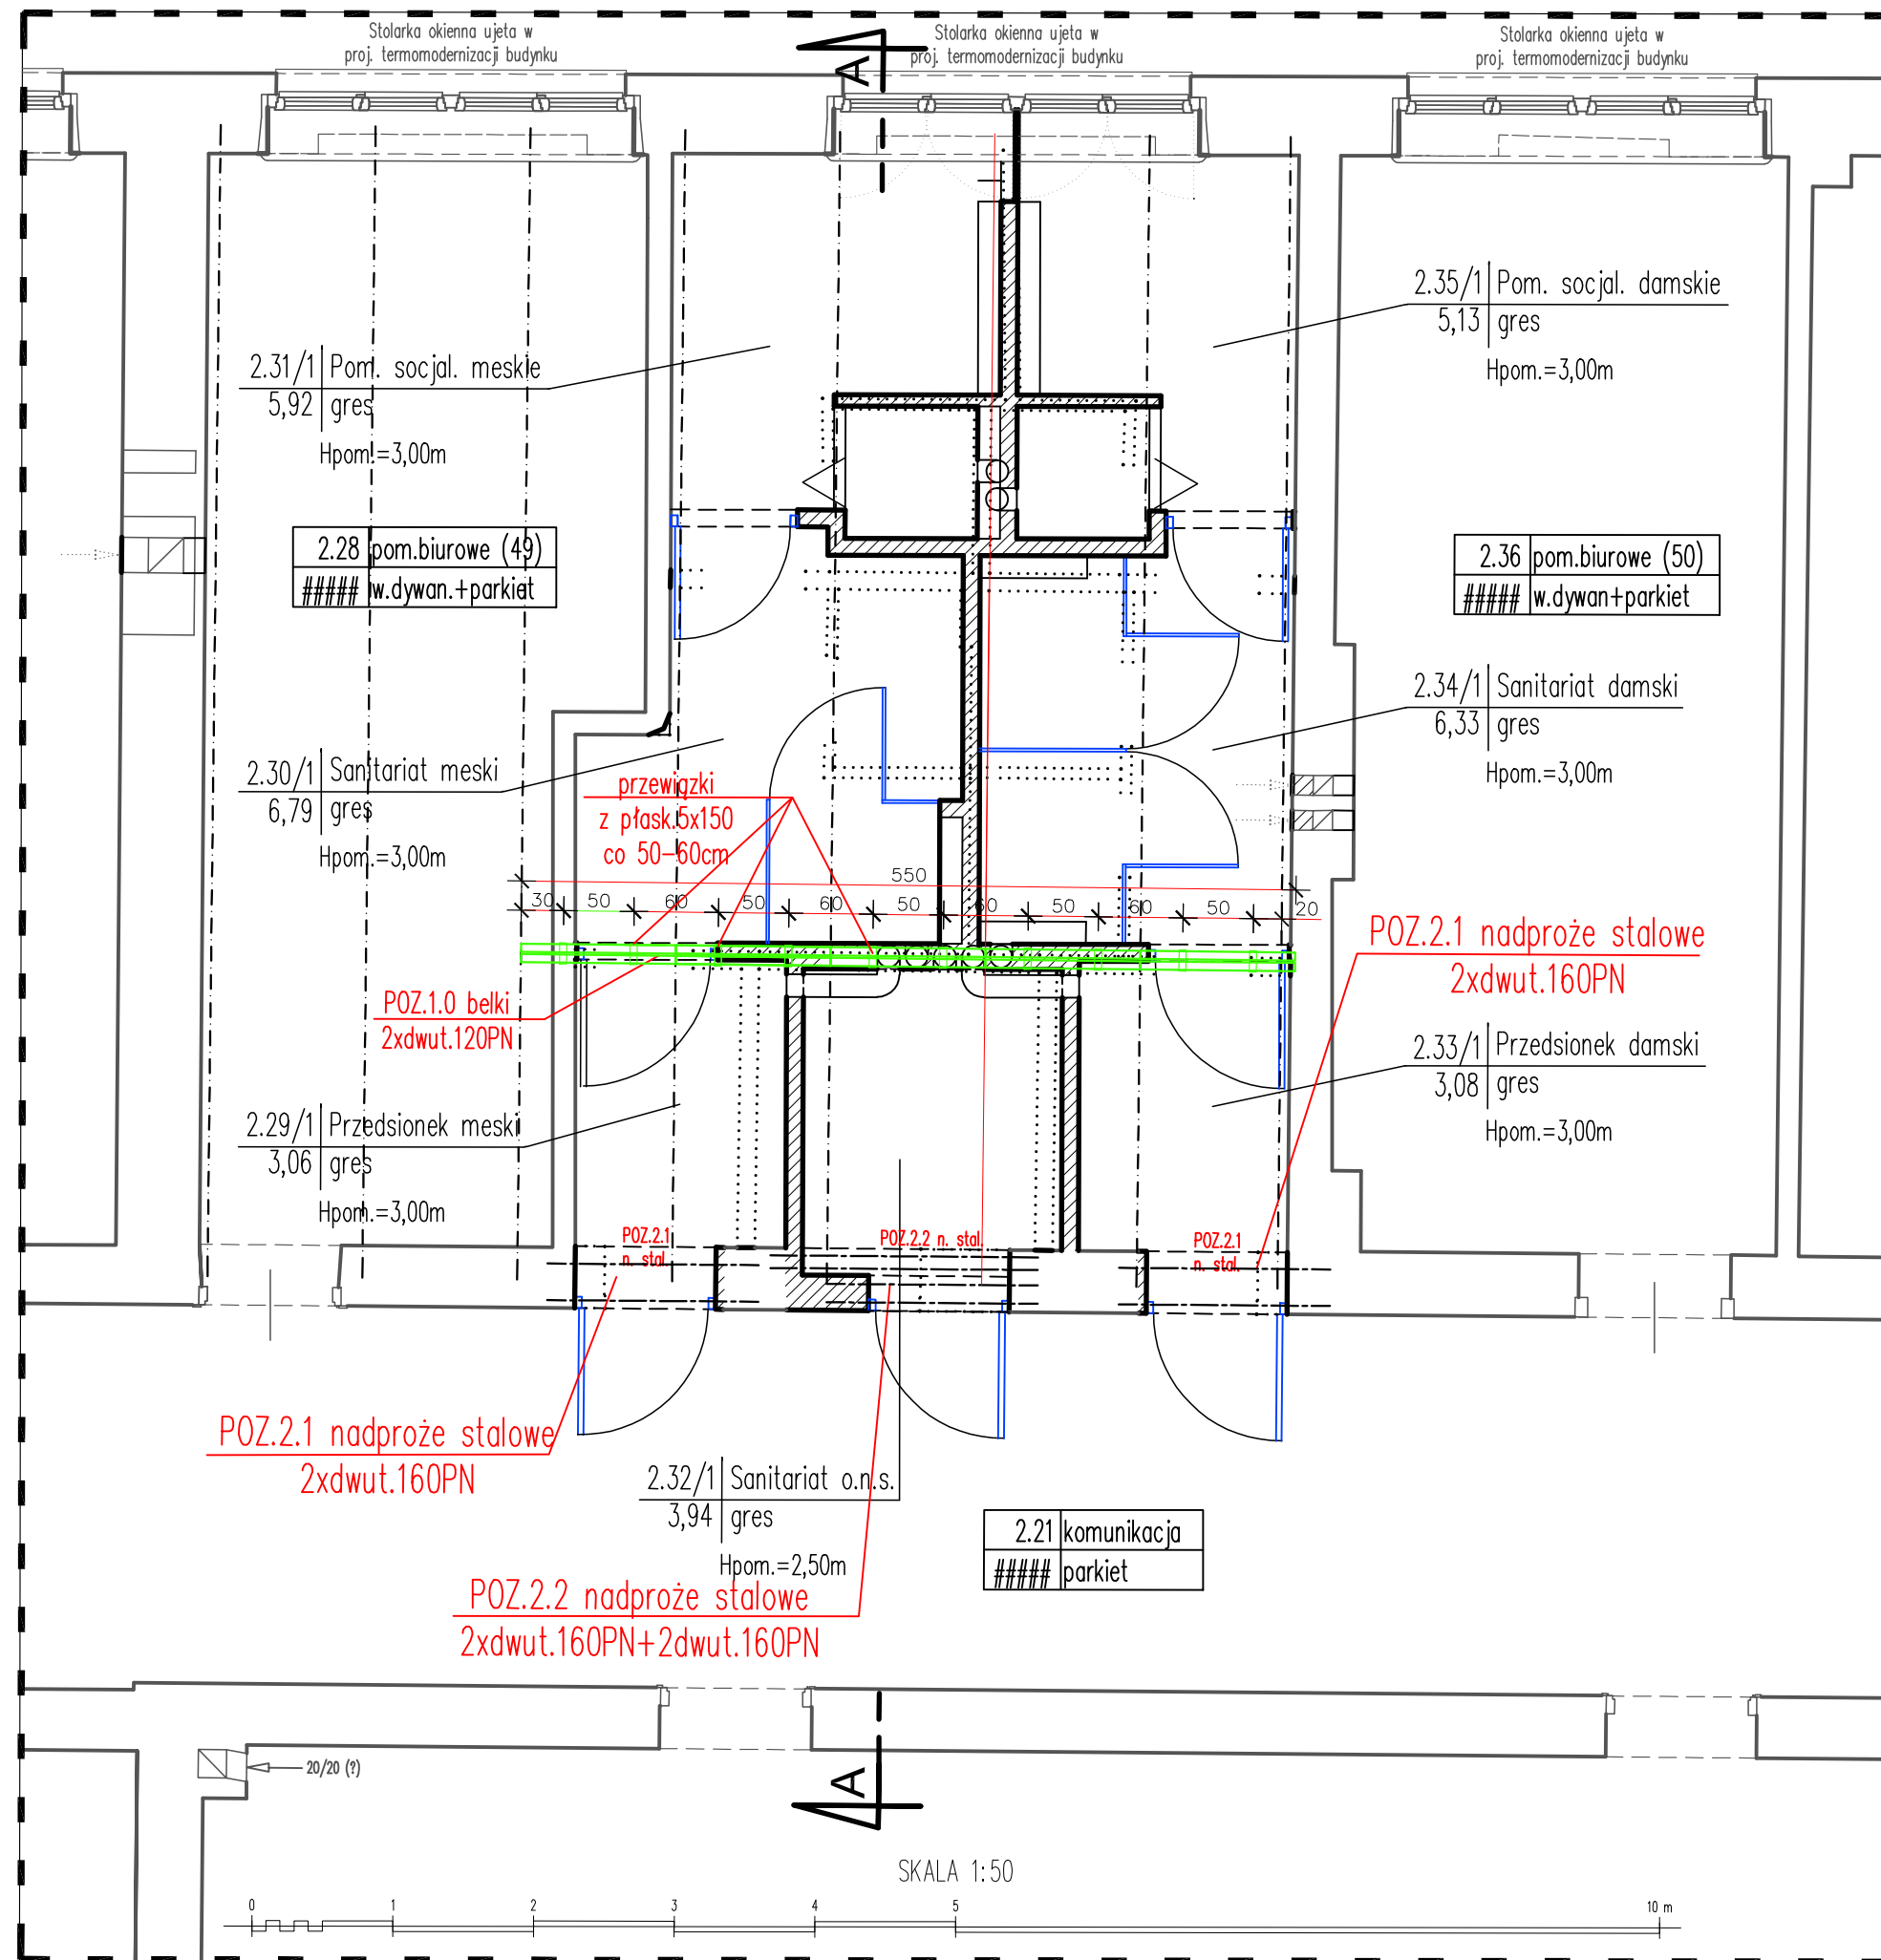 Stolarka okienna ujeta w
proj. termomodernizacji budynku
Stolarka okienna ujeta w
proj. termomodernizacji budynku
Stolarka okienna ujeta w
proj. termomodernizacji budynku
A
2.35/1 Pom. socjal. damskie
5,13 gres
Hpom.=3,00m
2.31/1 Pom. socjal. meskie
5,92 gres
Hpom.=3,00m
2.28 pom.biurowe (49)
##### w.dywan.+parkiet
2.36 pom.biurowe (50)
##### w.dywan+parkiet
2.34/1 Sanitariat damski
6,33 gres
Hpom.=3,00m
2.30/1 Sanitariat meski
6,79 gres
Hpom.=3,00m
przewiązki
z płask.5x150
co 50-60cm
550
30 50 60 50 60 50 60 50 60 50 20
POZ.2.1 nadproże stalowe
2xdwut.160PN
POZ.1.0 belki
2xdwut.120PN
2.33/1 Przedsionek damski
3,08 gres
Hpom.=3,00m
2.29/1 Przedsionek meski
3,06 gres
Hpom.=3,00m
POZ.2.1
n. stal.
POZ.2.2 n. stal.
POZ.2.1
n. stal.
POZ.2.1 nadproże stalowe
2xdwut.160PN
2.32/1 Sanitariat o.n.s.
3,94 gres
Hpom.=2,50m
2.21 komunikacja
##### parkiet
POZ.2.2 nadproże stalowe
2xdwut.160PN+2dwut.160PN
20/20 (?)
A
SKALA 1:50
0 1 2 3 4 5 10 m